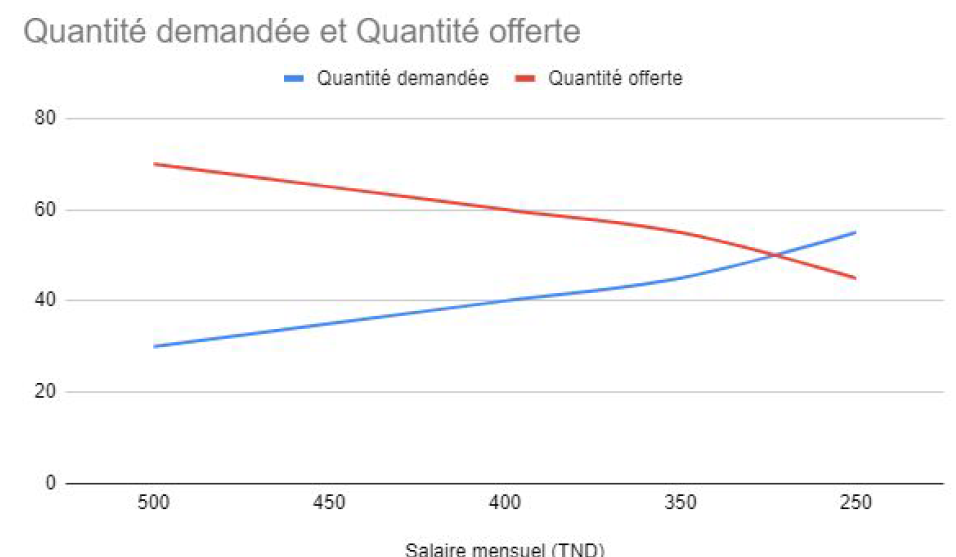 Quantité demandée et Quantité offerte
Quantité demandée Quantité offerte
80
60
40
20
0
500 450 400 350 250
Salaire mensuel (TND)